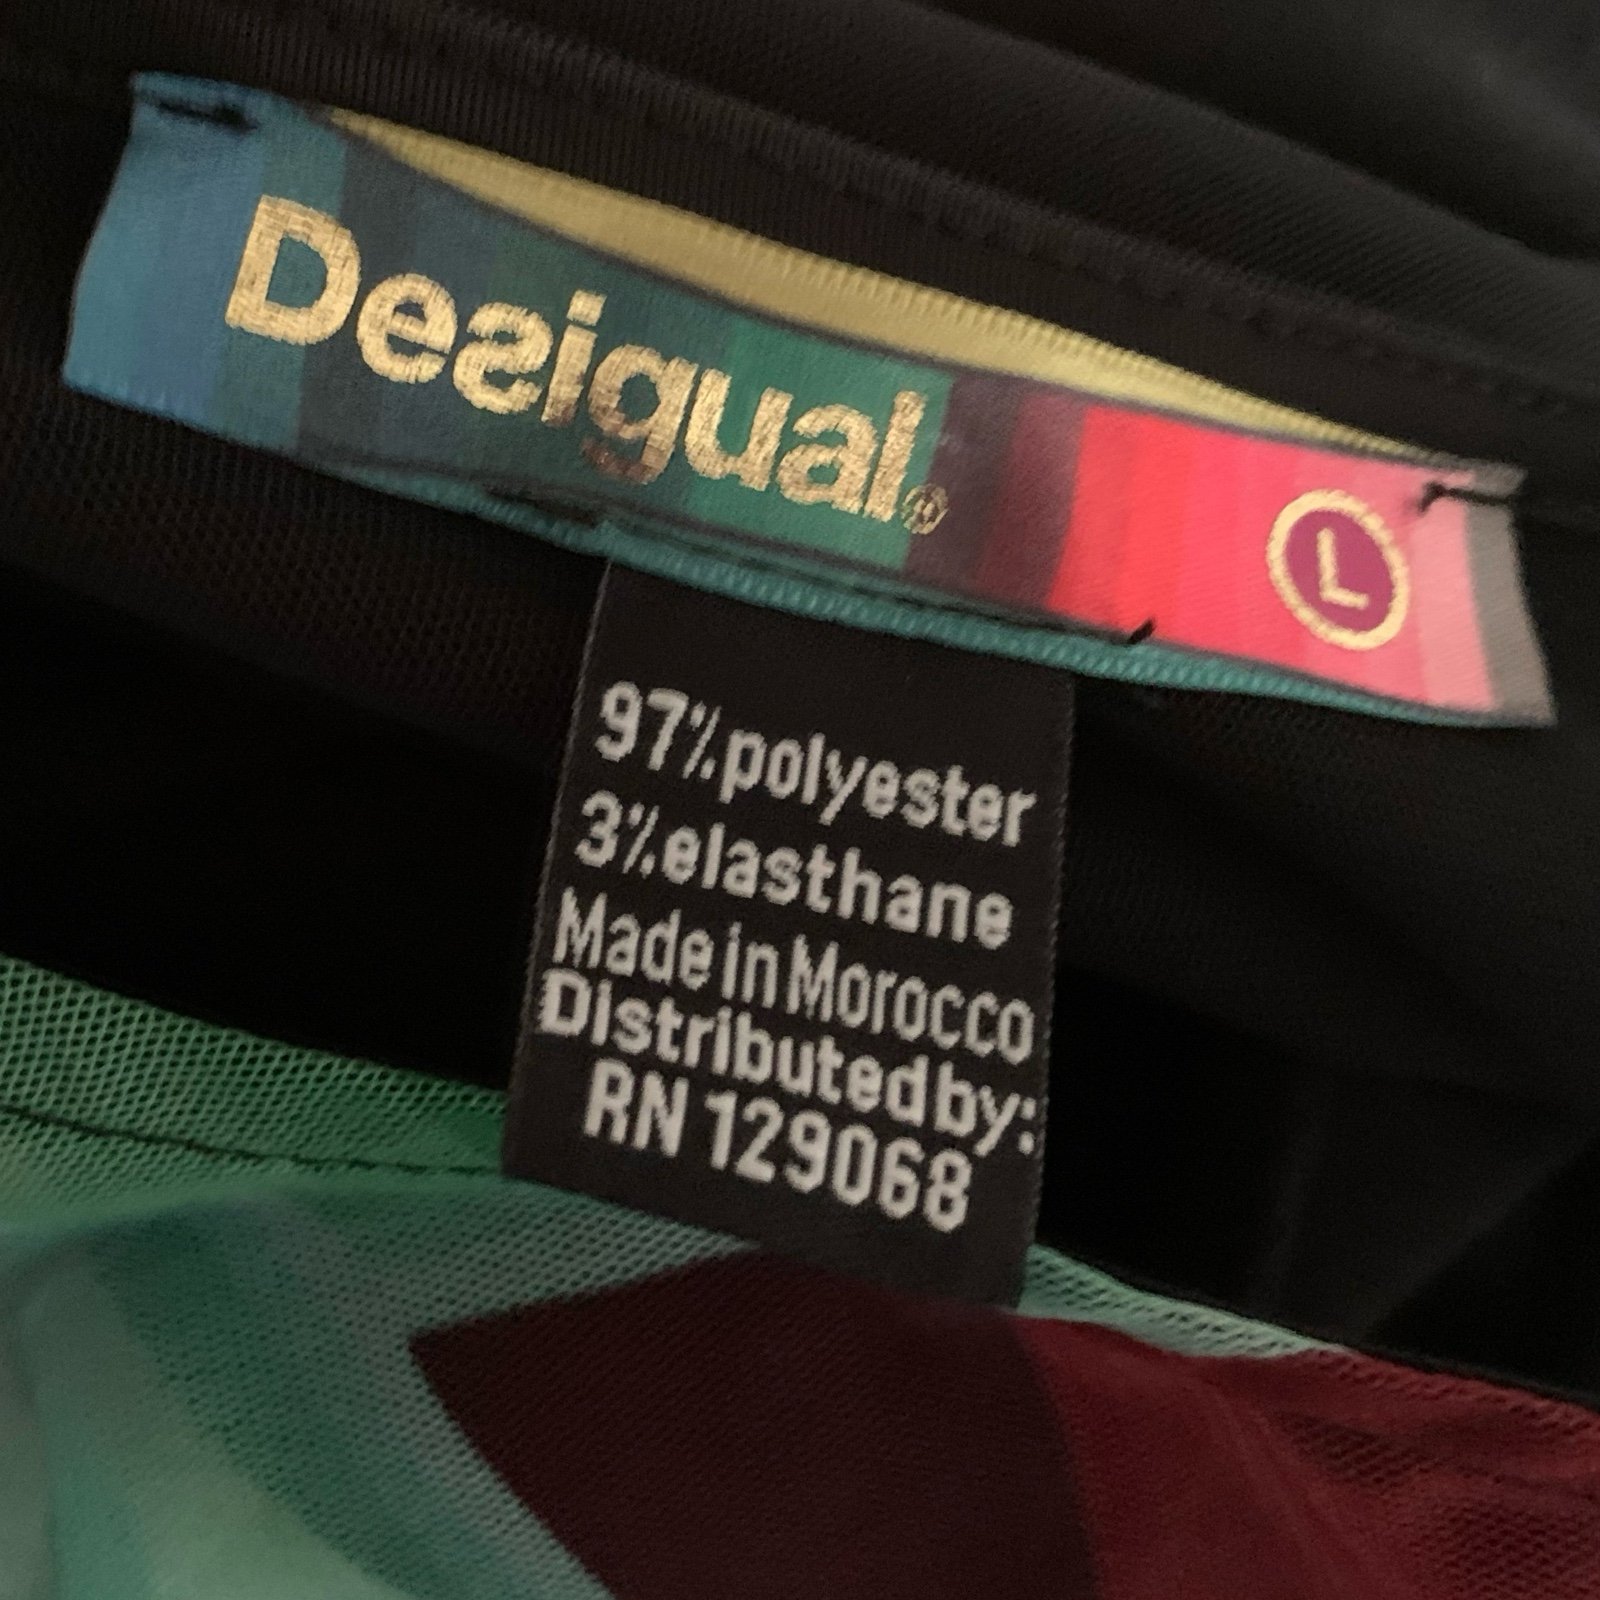 Desigual®
L
97% polyester
3% elasthane
Made in Morocco
Distributed by:
RN 129068